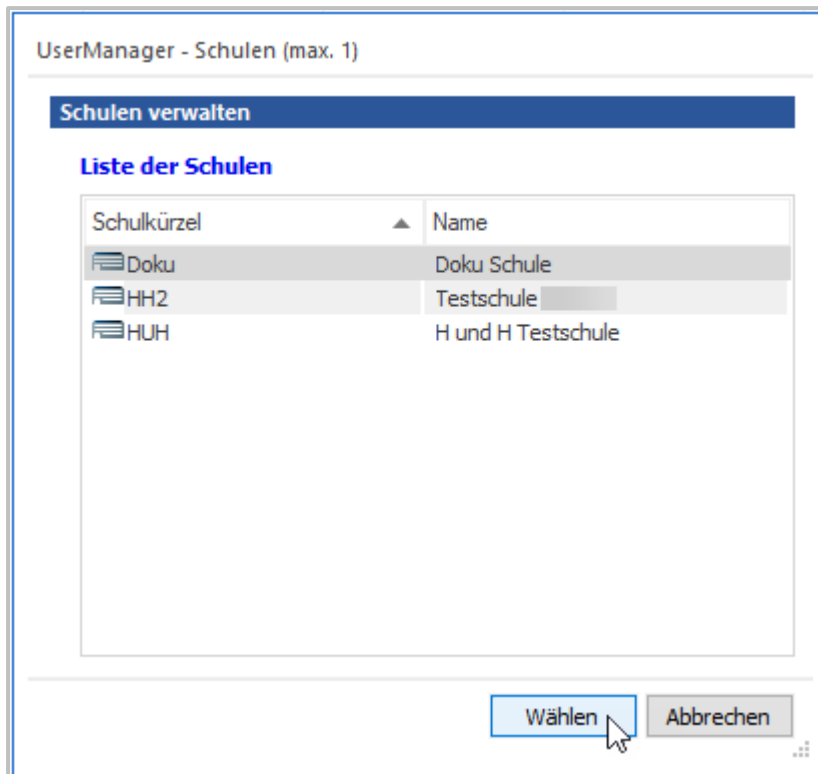 UserManager - Schulen (max. 1)
Schulen verwalten
Liste der Schulen
Schulkürzel Name
Doku Doku Schule
HH2 Testschule
HUH H und H Testschule
Wählen Abbrechen